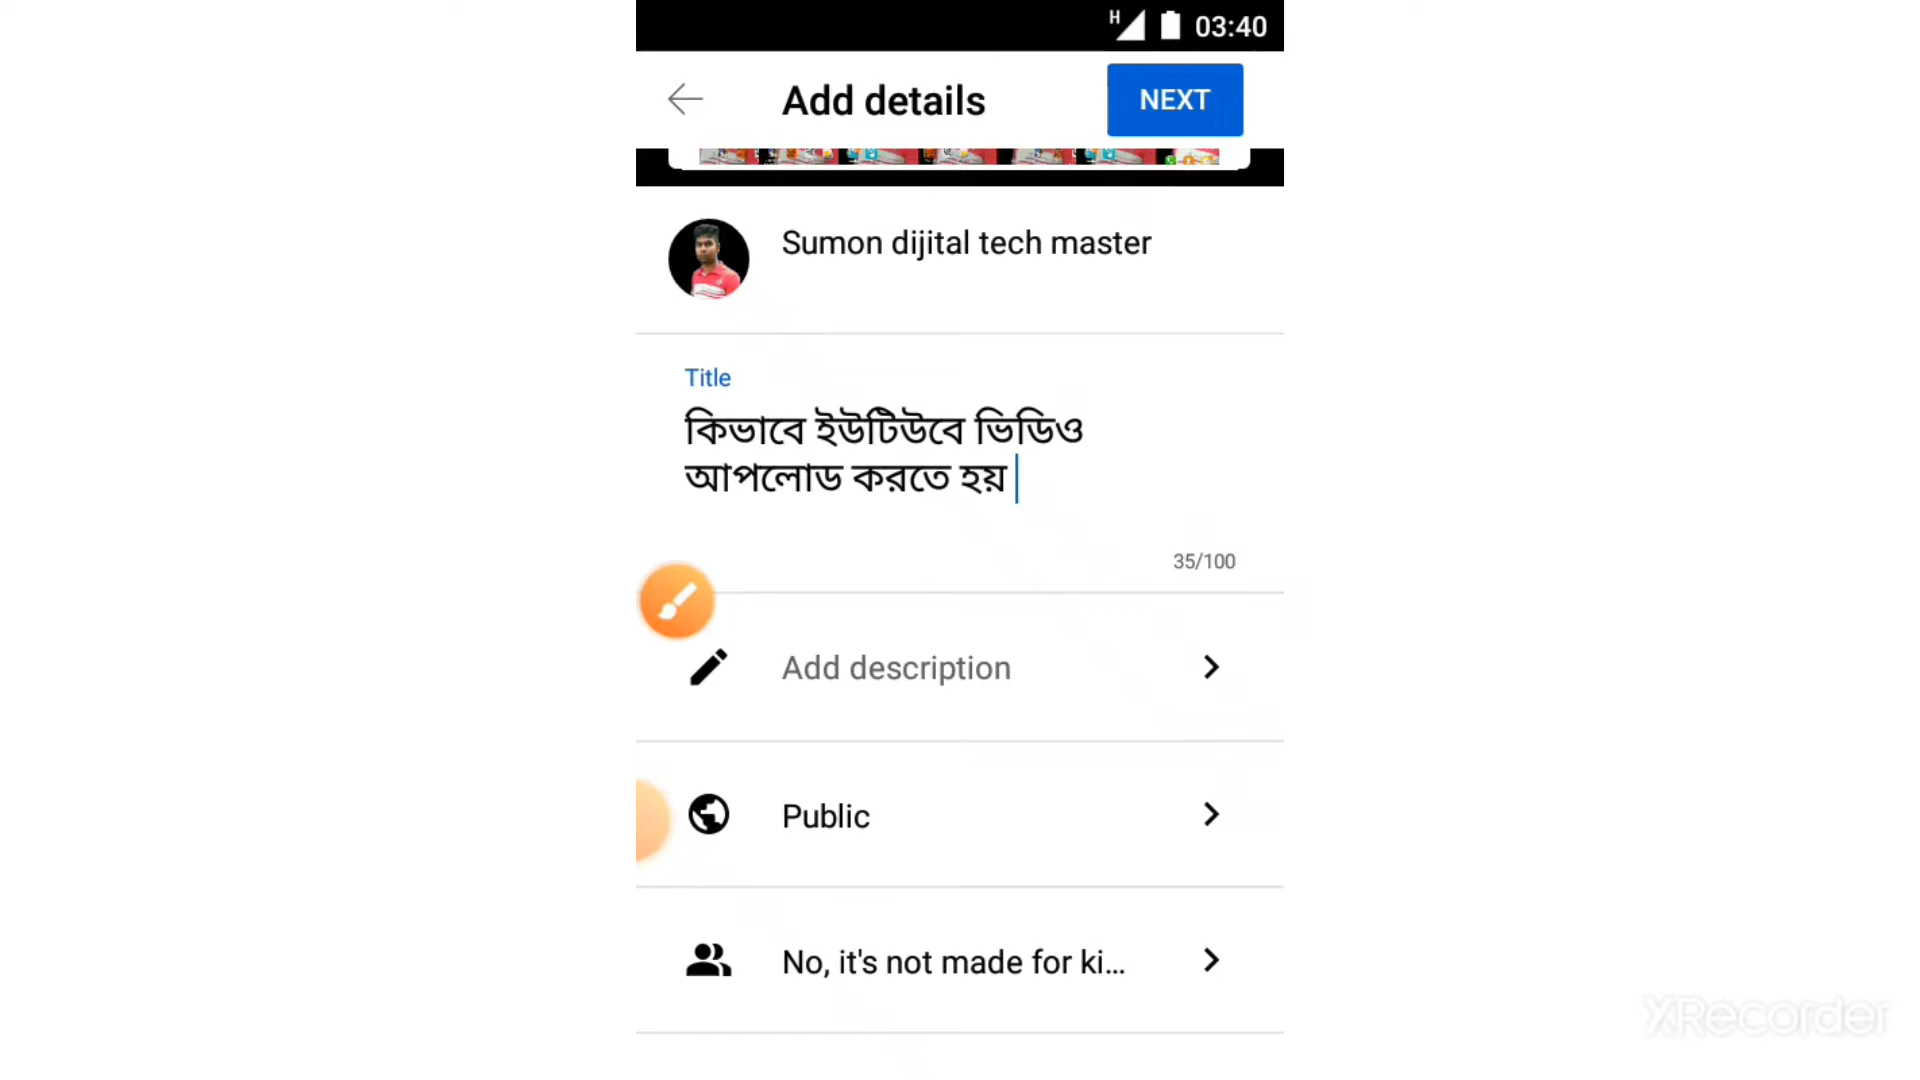 H 03:40
Add details
NEXT
Sumon dijital tech master
Title
কিভাবে ইউটিউবে ভিডিও
আপলোড করতে হয়
35/100
Add description
Public
No, it's not made for ki...
XRecorder